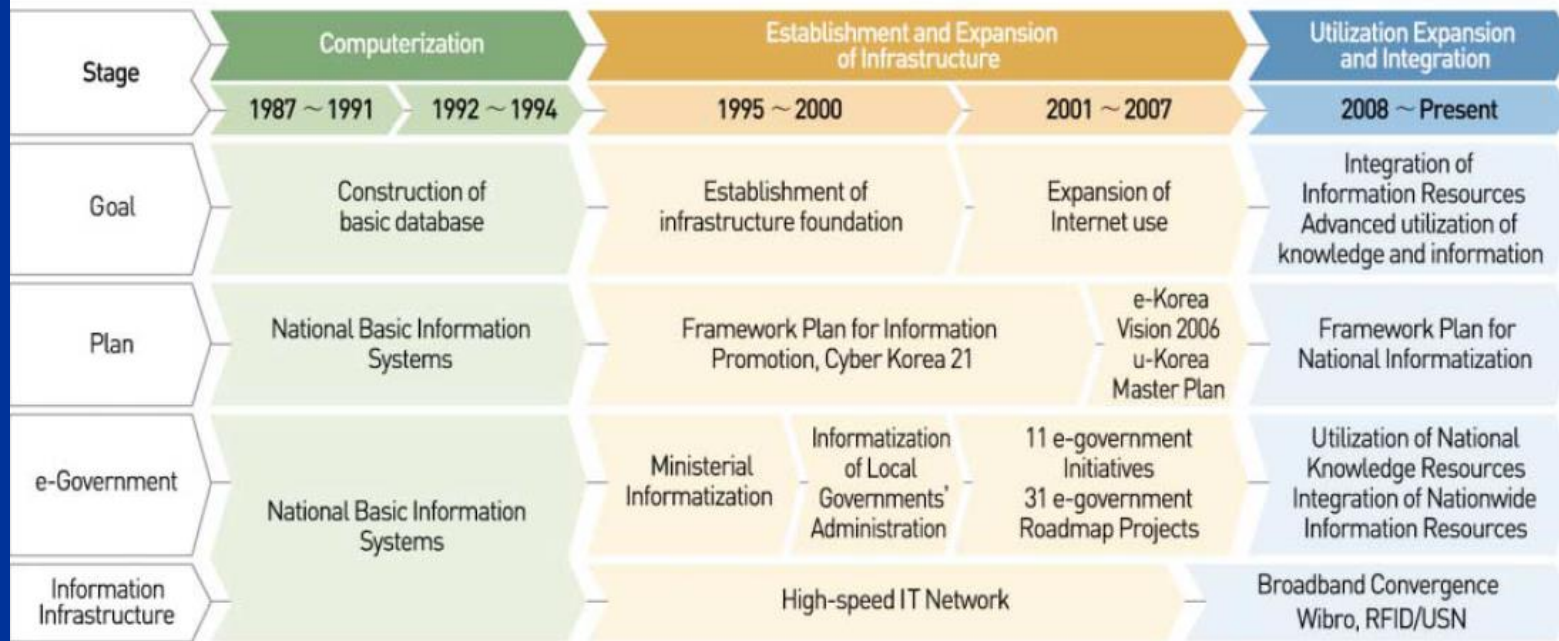 Stage
Computerization
Establishment and Expansion
of Infrastructure
Utilization Expansion
and Integration
1987 ~ 1991
1992 ~ 1994
1995 ~ 2000
2001 ~ 2007
2008 ~ Present
Goal
Construction of
basic database
Establishment of
infrastructure foundation
Expansion of
Internet use
Integration of
Information Resources
Advanced utilization of
knowledge and information
Plan
National Basic Information
Systems
Framework Plan for Information
Promotion, Cyber Korea 21
e-Korea
Vision 2006
u-Korea
Master Plan
Framework Plan for
National Informatization
e-Government
National Basic Information
Systems
Ministerial
Informatization
Informatization
of Local
Governments'
Administration
11 e-government
Initiatives
31 e-government
Roadmap Projects
Utilization of National
Knowledge Resources
Integration of Nationwide
Information Resources
Information
Infrastructure
High-speed IT Network
Broadband Convergence
Wibro, RFID/USN